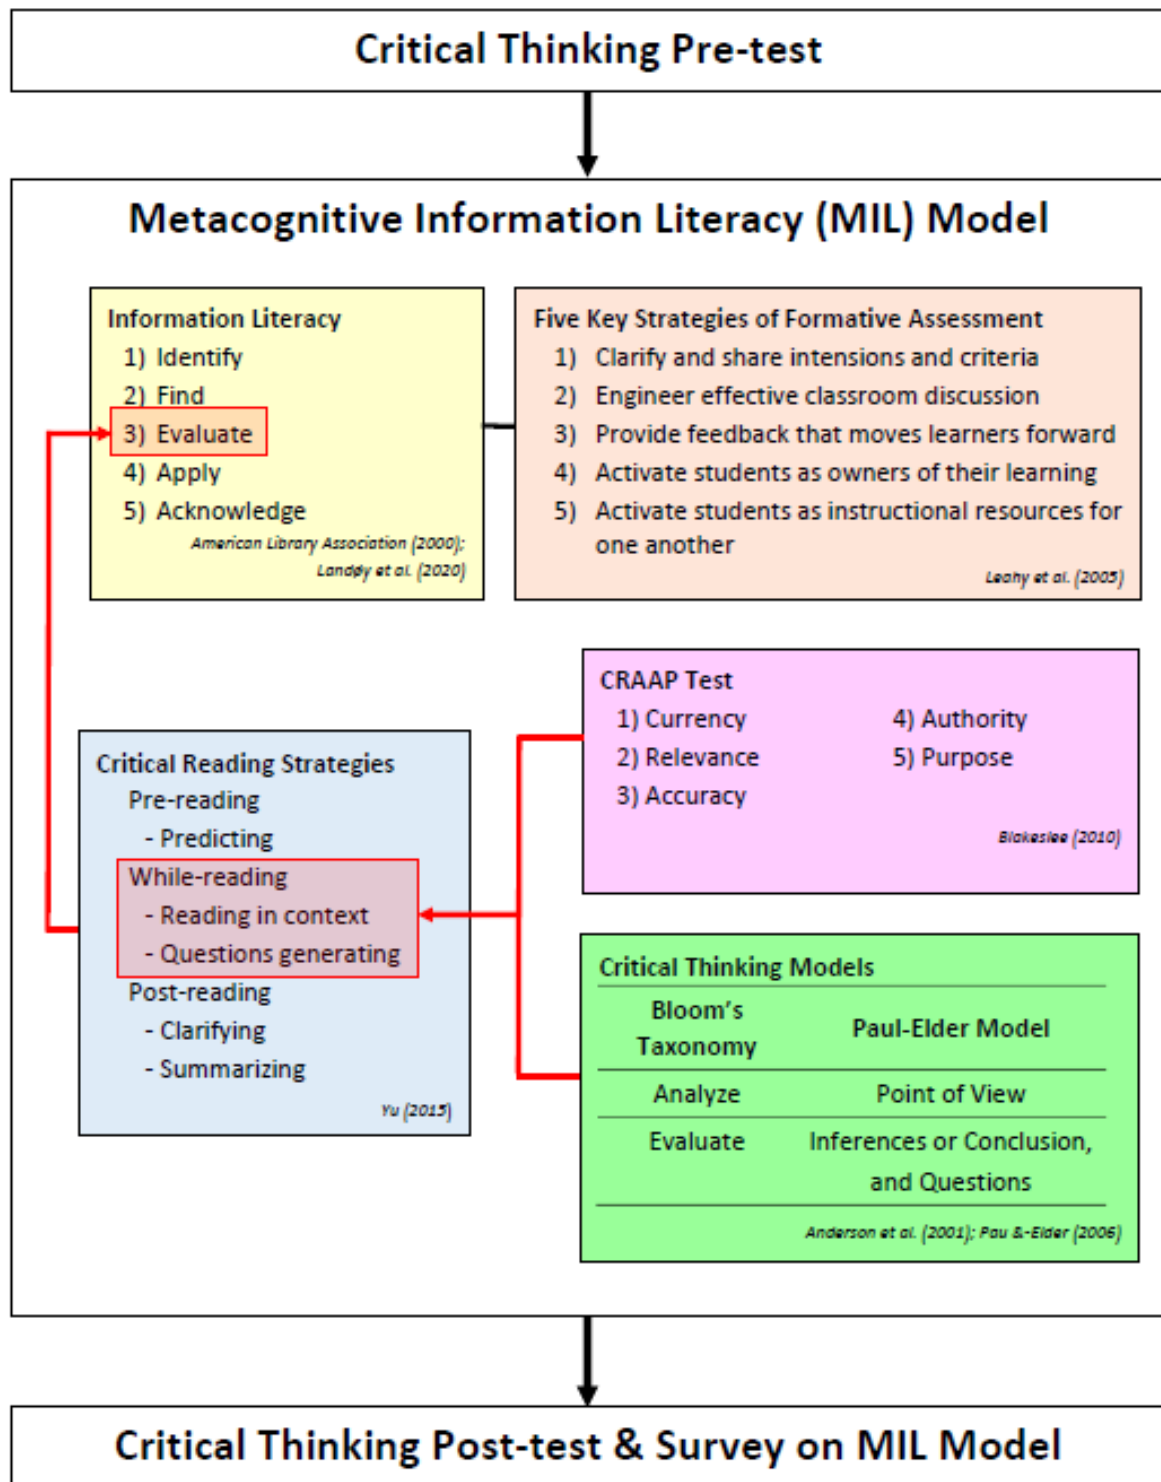 Critical Thinking Pre-test
Metacognitive Information Literacy (MIL) Model
Information Literacy
1) Identify
2) Find
3) Evaluate
4) Apply
5) Acknowledge
American Library Association (2000);
Landøy et al. (2020)
Five Key Strategies of Formative Assessment
1) Clarify and share intensions and criteria
2) Engineer effective classroom discussion
3) Provide feedback that moves learners forward
4) Activate students as owners of their learning
5) Activate students as instructional resources for
one another
Leahy et al. (2005)
CRAAP Test
1) Currency
2) Relevance
3) Accuracy
4) Authority
5) Purpose
Blakeslee (2010)
Critical Reading Strategies
Pre-reading
- Predicting
While-reading
- Reading in context
- Questions generating
Post-reading
- Clarifying
- Summarizing
Yu (2015)
Critical Thinking Models
Bloom's
Taxonomy
Paul-Elder Model
Analyze
Point of View
Evaluate
Inferences or Conclusion,
and Questions
Anderson et al. (2001); Pau &-Elder (2006)
Critical Thinking Post-test & Survey on MIL Model